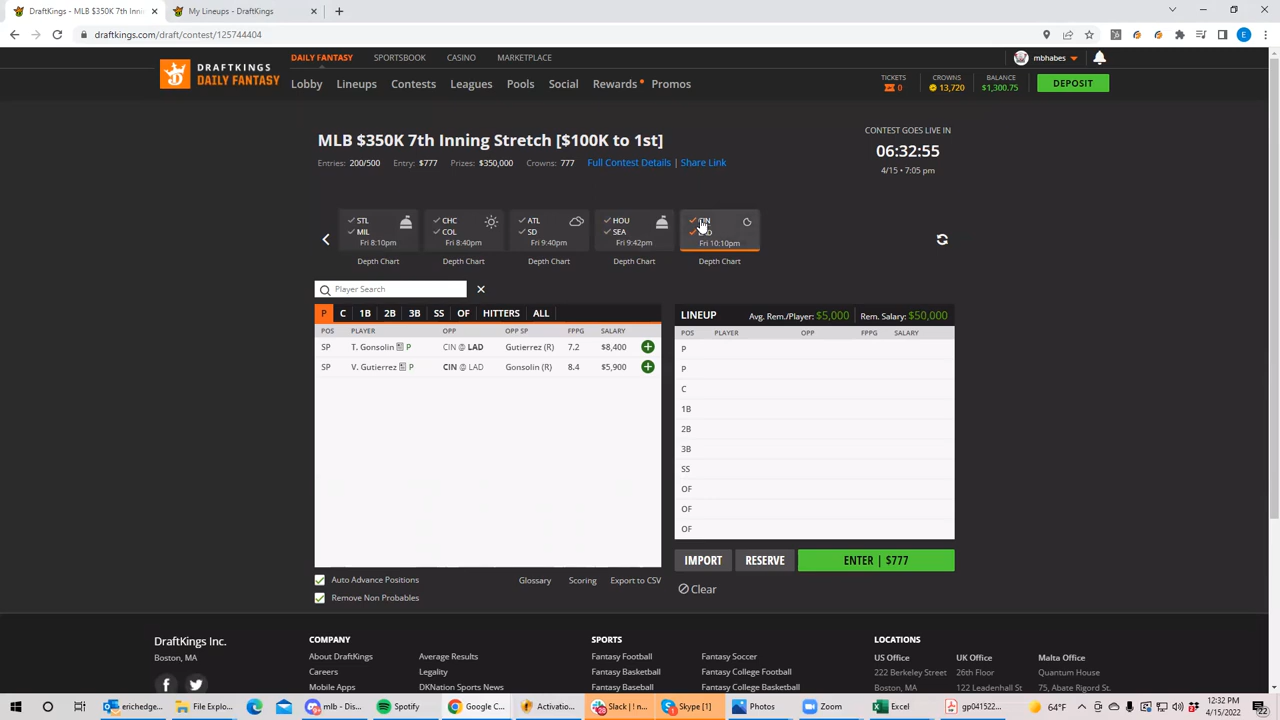 DraftKings - MLB $350K 7th Inn
My Lineups - DraftKings
draftkings.com/draft/contest/125744404
DAILY FANTASY SPORTSBOOK CASINO MARKETPLACE
mbhabes
DRAFTKINGS
DAILY FANTASY
Lobby Lineups Contests Leagues Pools Social Rewards Promos
TICKETS 0
CROWNS 13,720
BALANCE $1,300.75
DEPOSIT
MLB $350K 7th Inning Stretch [$100K to 1st]
Entries: 200/500 Entry: $777 Prizes: $350,000 Crowns: 777 Full Contest Details | Share Link
CONTEST GOES LIVE IN
06:32:55
4/15 • 7:05 pm
STL
MIL
Fri 8:10pm
Depth Chart
CHC
COL
Fri 8:40pm
Depth Chart
ATL
SD
Fri 9:40pm
Depth Chart
HOU
SEA
Fri 9:42pm
Depth Chart
CIN
Fri 10:10pm
Depth Chart
Player Search
P C 1B 2B 3B SS OF HITTERS ALL
POS PLAYER OPP OPP SP FPPG SALARY
SP T. Gonsolin P CIN @ LAD Gutierrez (R) 7.2 $8,400
SP V. Gutierrez P CIN @ LAD Gonsolin (R) 8.4 $5,900
LINEUP Avg. Rem./Player: $5,000 Rem. Salary: $50,000
POS PLAYER OPP FPPG SALARY
P
P
C
1B
2B
3B
SS
OF
OF
OF
IMPORT RESERVE ENTER | $777
Clear
Auto Advance Positions
Remove Non Probables
Glossary Scoring Export to CSV
DraftKings Inc.
Boston, MA
COMPANY
About DraftKings
Careers
Mobile Apps
Average Results
Legality
DKNation Sports News
SPORTS
Fantasy Football
Fantasy Basketball
Fantasy Baseball
Fantasy Soccer
Fantasy College Football
Fantasy College Basketball
LOCATIONS
US Office
222 Berkeley Street
Boston, MA
UK Office
26th Floor
122 Leadenhall St
Malta Office
Quantum House
75, Abate Rigord St.
erichedge...
File Explo...
mlb - Dis...
Spotify
Google C...
Activatio...
Slack | ! n...
Skype [1]
Photos
Zoom
Excel
gp041522...
64°F
12:32 PM
4/15/2022
22